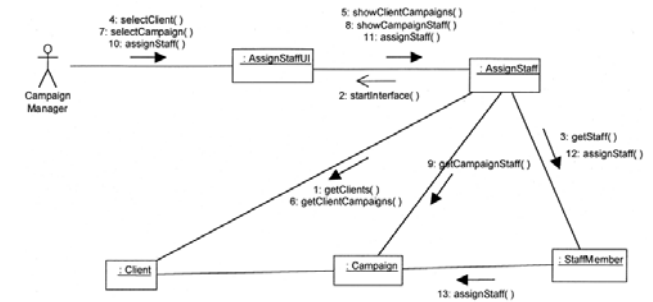 4: selectClient( )
7: selectCampaign( )
10: assignStaff( )
5: showClientCampaigns( )
8: showCampaignStaff( )
11: assignStaff( )
: AssignStaffUI
: AssignStaff
Campaign
Manager
2: startInterface( )
3: getStaff( )
12: assignStaff( )
9: getCampaignStaff( )
1: getClients( )
6: getClientCampaigns( )
: Client
: Campaign
: StaffMember
13: assignStaff( )